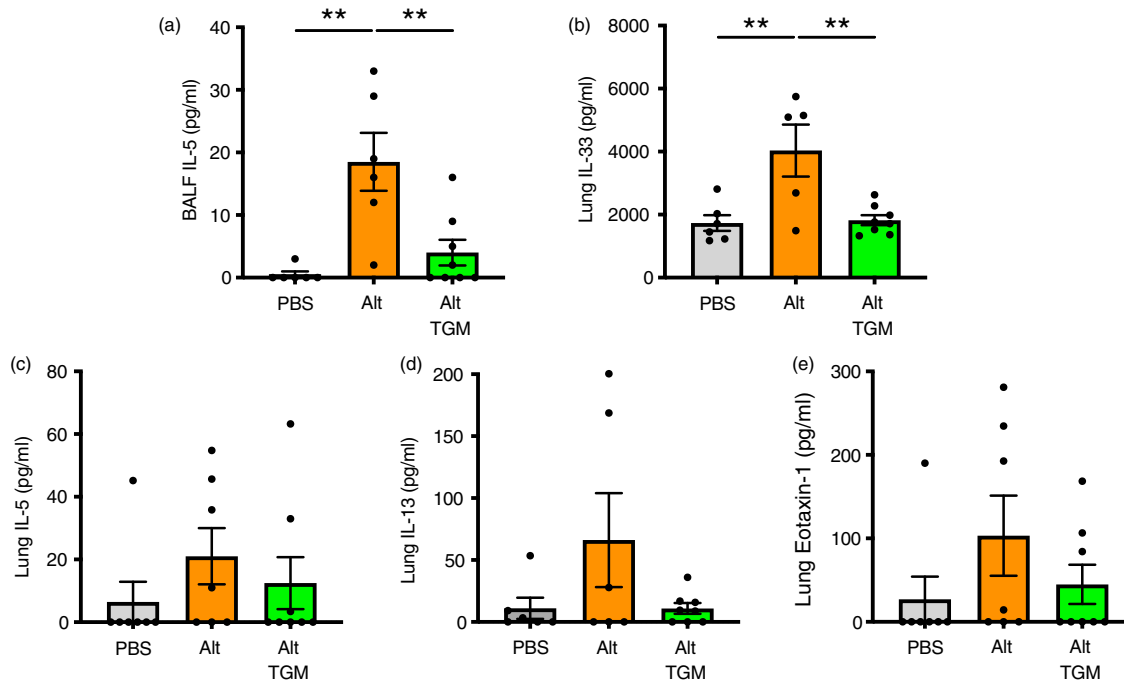 (a)
** **
BALF IL-5 (pg/ml)
40
30
20
10
0
PBS Alt Alt
TGM
(b)
** **
Lung IL-33 (pg/ml)
8000
6000
4000
2000
0
PBS Alt Alt
TGM
(c)
Lung IL-5 (pg/ml)
80
60
40
20
0
PBS Alt Alt
TGM
(d)
Lung IL-13 (pg/ml)
200
150
100
50
0
PBS Alt Alt
TGM
(e)
Lung Eotaxin-1 (pg/ml)
300
200
100
0
PBS Alt Alt
TGM